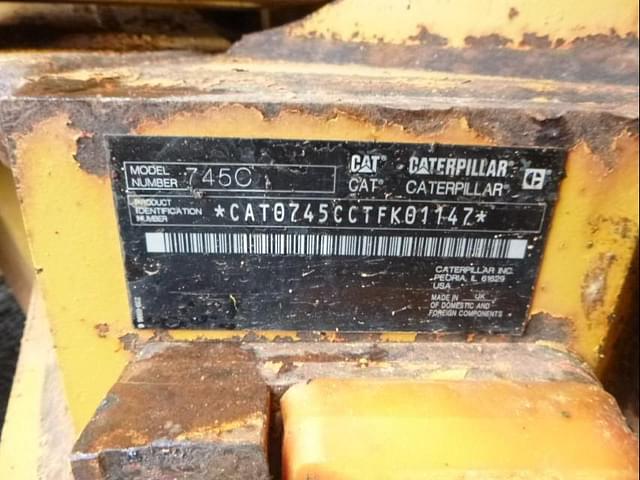 MODEL NUMBER 745C
CAT® CATERPILLAR®
CAT® CATERPILLAR®
PRODUCT IDENTIFICATION NUMBER *CAT0745CCTFK01147*
CATERPILLAR INC.
PEORIA, IL 61629
USA
MADE IN UK
OF DOMESTIC AND
FOREIGN COMPONENTS